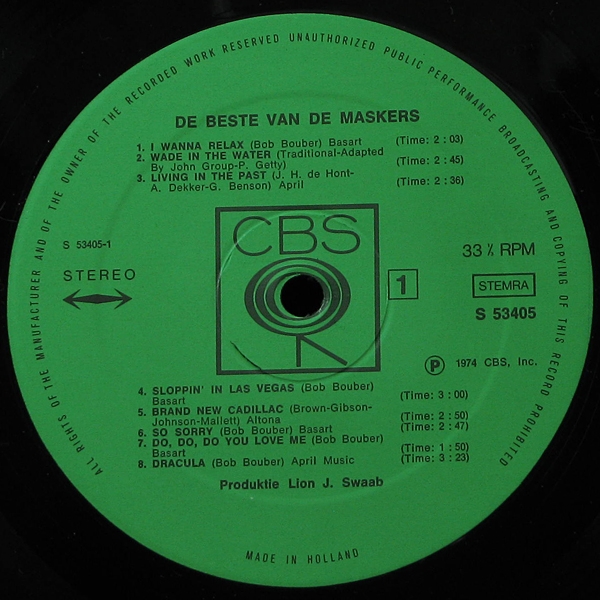 ALL RIGHTS OF THE MANUFACTURER AND OF THE OWNER OF THE RECORDED WORK RESERVED UNAUTHORIZED PUBLIC PERFORMANCE BROADCASTING AND COPYING OF THIS RECORD PROHIBITED
DE BESTE VAN DE MASKERS
1. I WANNA RELAX (Bob Bouber) Basart (Time: 2 : 03)
2. WADE IN THE WATER (Traditional-Adapted
By John Group-P. Getty) (Time: 2 : 45)
3. LIVING IN THE PAST (J. H. de Hont-
A. Dekker-G. Benson) April (Time: 2 : 36)
CBS
S 53405-1
STEREO
33 ⅓ RPM
1
STEMRA
S 53405
Ⓟ 1974 CBS, Inc.
4. SLOPPIN' IN LAS VEGAS (Bob Bouber)
Basart (Time: 3 : 00)
5. BRAND NEW CADILLAC (Brown-Gibson-
Johnson-Mallett) Altona (Time: 2 : 50)
6. SO SORRY (Bob Bouber) Basart (Time: 2 : 47)
7. DO, DO, DO YOU LOVE ME (Bob Bouber)
Basart (Time: 1 : 50)
8. DRACULA (Bob Bouber) April Music (Time: 3 : 23)
Produktie Lion J. Swaab
MADE IN HOLLAND